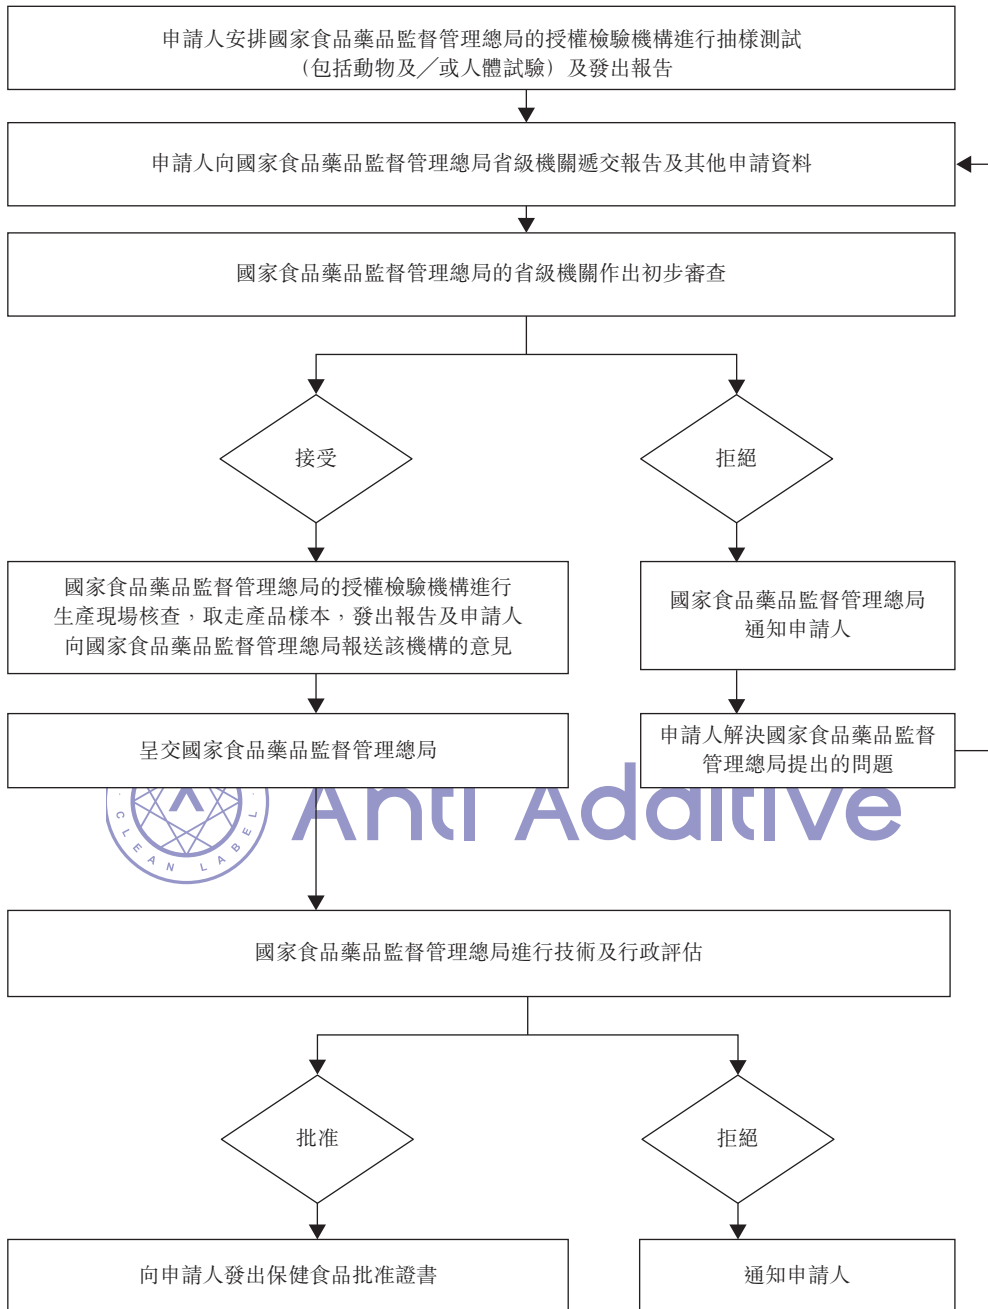 申請人安排國家食品藥品監督管理總局的授權檢驗機構進行抽樣測試
（包括動物及／或人體試驗）及發出報告
申請人向國家食品藥品監督管理總局省級機關遞交報告及其他申請資料
國家食品藥品監督管理總局的省級機關作出初步審查
接受
拒絕
國家食品藥品監督管理總局的授權檢驗機構進行
生產現場核查，取走產品樣本，發出報告及申請人
向國家食品藥品監督管理總局報送該機構的意見
國家食品藥品監督管理總局
通知申請人
呈交國家食品藥品監督管理總局
申請人解決國家食品藥品監督
管理總局提出的問題
Anti Additive
· CLEAN LABEL ·
國家食品藥品監督管理總局進行技術及行政評估
批准
拒絕
向申請人發出保健食品批准證書
通知申請人